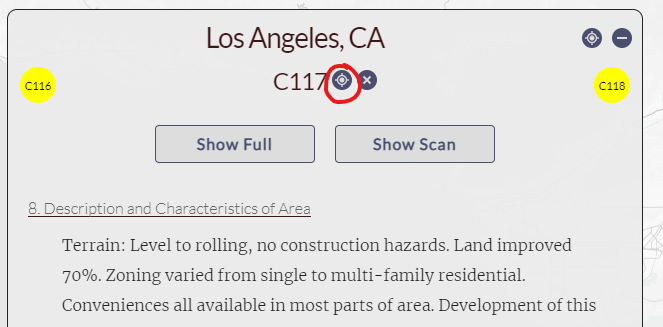 Los Angeles, CA
C116
C117
C118
Show Full
Show Scan
8. Description and Characteristics of Area
Terrain: Level to rolling, no construction hazards. Land improved
70%. Zoning varied from single to multi-family residential.
Conveniences all available in most parts of area. Development of this